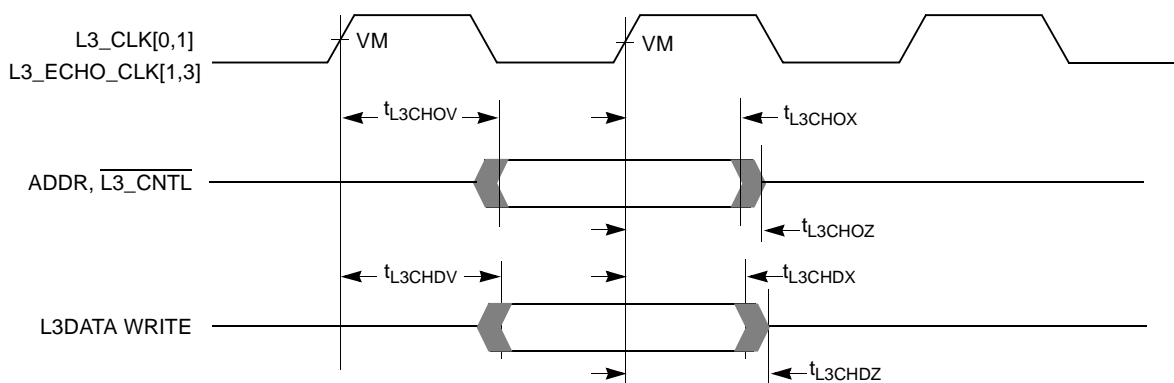 L3_CLK[0,1]
VM
VM
L3_ECHO_CLK[1,3]
tL3CHOV
tL3CHOX
ADDR, L3_CNTL
tL3CHOZ
tL3CHDV
tL3CHDX
L3DATA WRITE
tL3CHDZ